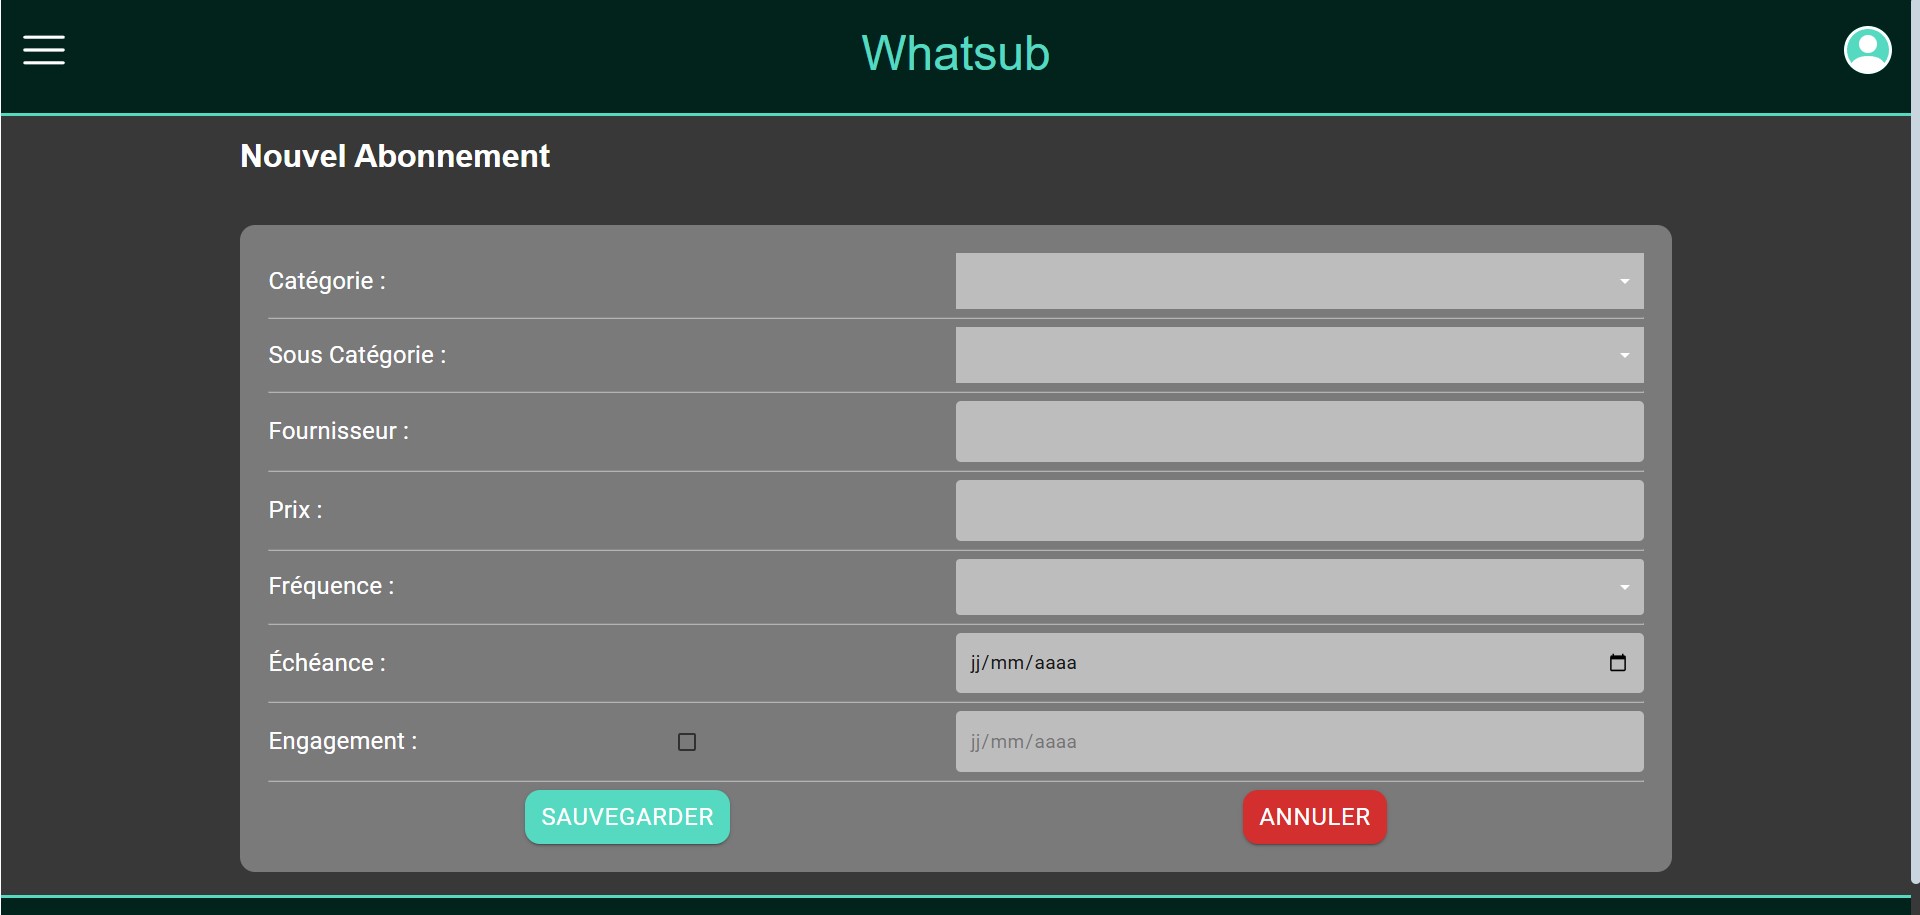 Whatsub
Nouvel Abonnement
Catégorie :
Sous Catégorie :
Fournisseur :
Prix :
Fréquence :
Échéance :
jj/mm/aaaa
Engagement :
jj/mm/aaaa
SAUVEGARDER
ANNULER